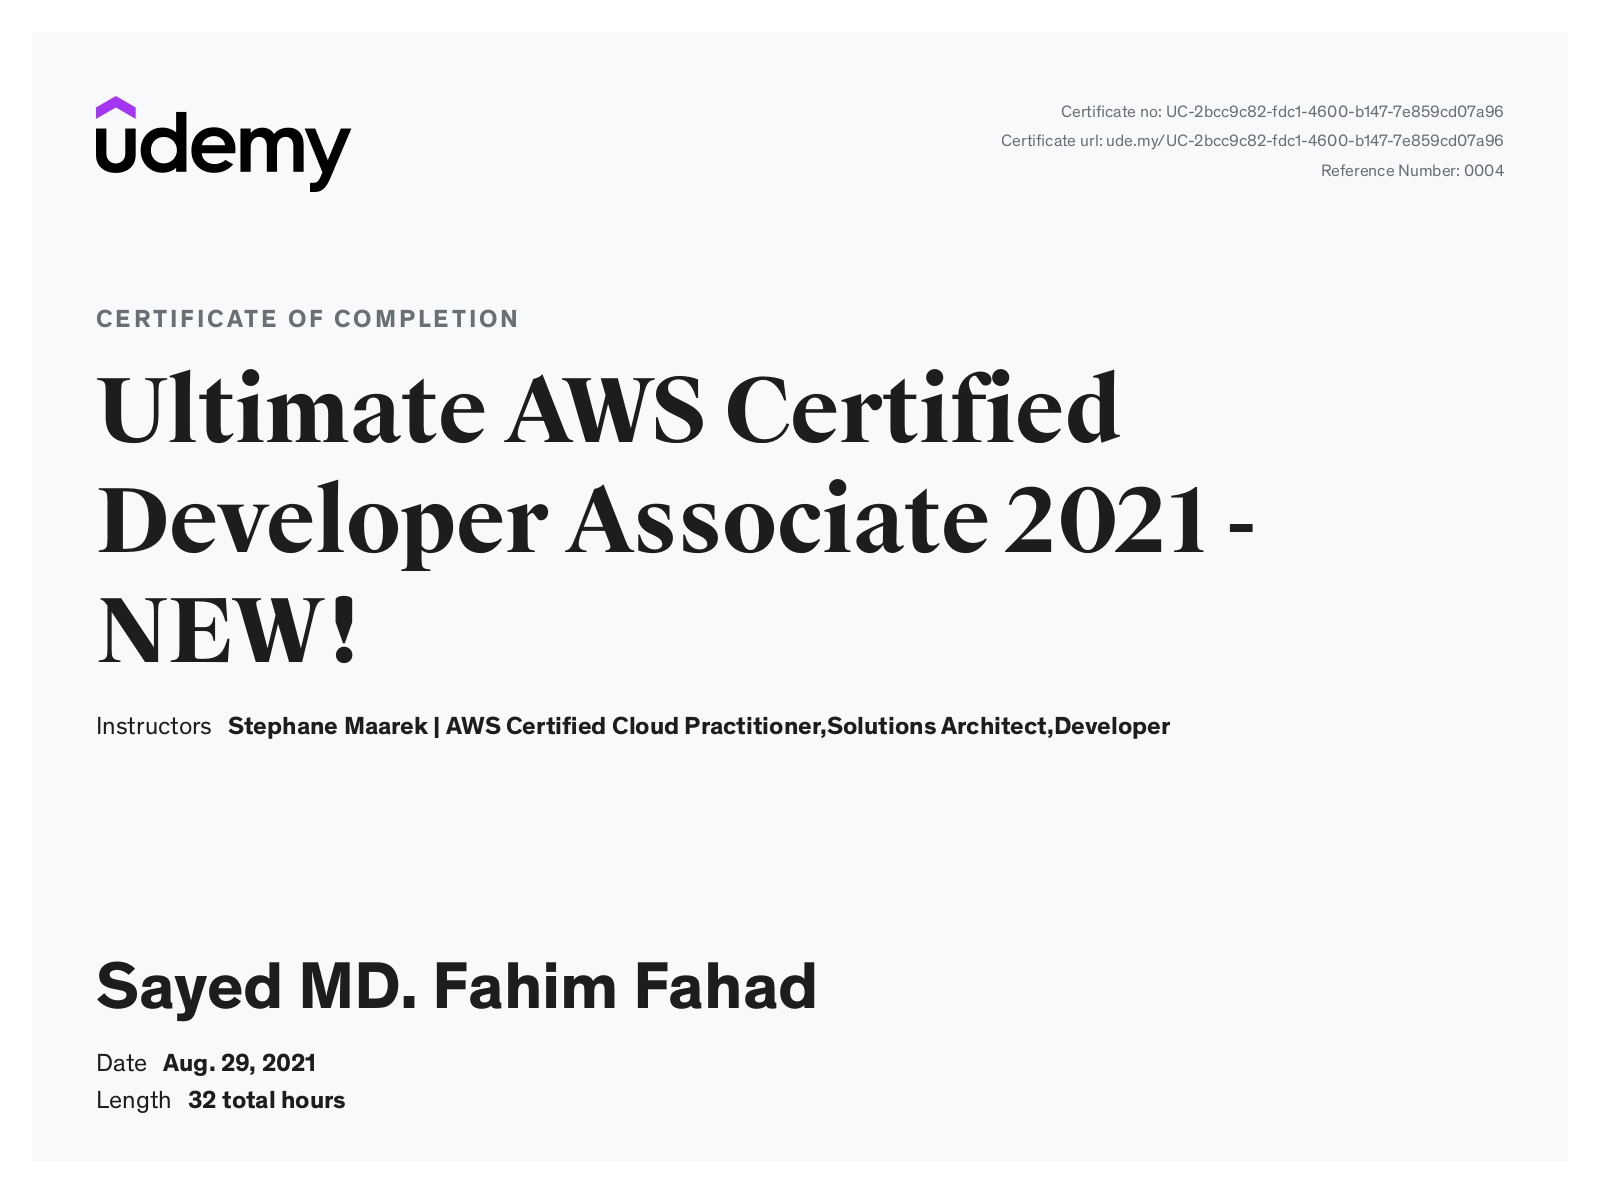 udemy
Certificate no: UC-2bcc9c82-fdc1-4600-b147-7e859cd07a96
Certificate url: ude.my/UC-2bcc9c82-fdc1-4600-b147-7e859cd07a96
Reference Number: 0004
CERTIFICATE OF COMPLETION
Ultimate AWS Certified
Developer Associate 2021 -
NEW!
Instructors Stephane Maarek | AWS Certified Cloud Practitioner,Solutions Architect,Developer
Sayed MD. Fahim Fahad
Date Aug. 29, 2021
Length 32 total hours